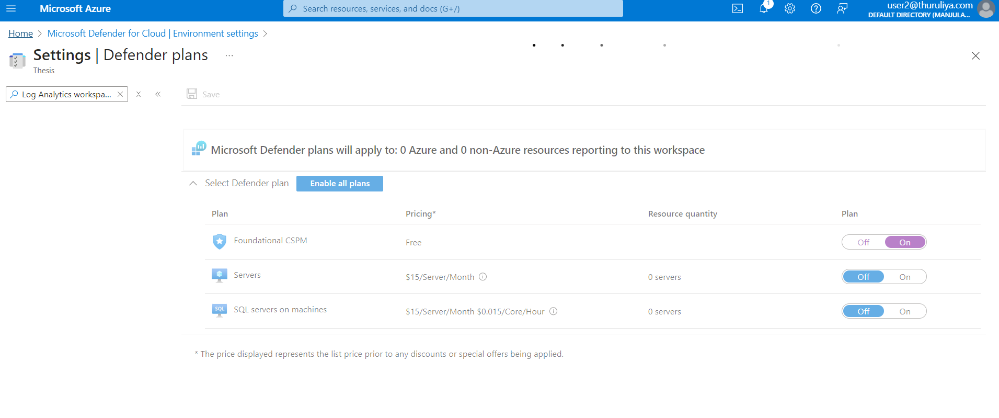 Microsoft Azure
Search resources, services, and docs (G+/)
1
user2@thuruliya.com
DEFAULT DIRECTORY (MANJULA...
Home > Microsoft Defender for Cloud | Environment settings >
Settings | Defender plans ...
Thesis
Log Analytics workspa...
Save
Microsoft Defender plans will apply to: 0 Azure and 0 non-Azure resources reporting to this workspace
Select Defender plan Enable all plans
Plan Pricing* Resource quantity Plan
Foundational CSPM Free Off On
Servers $15/Server/Month 0 servers Off On
SQL SQL servers on machines $15/Server/Month $0.015/Core/Hour 0 servers Off On
* The price displayed represents the list price prior to any discounts or special offers being applied.